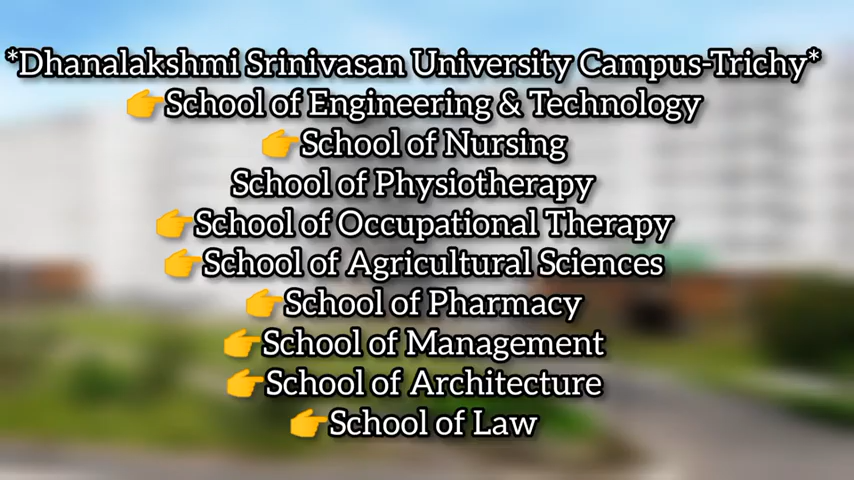 *Dhanalakshmi Srinivasan University Campus-Trichy*
👉School of Engineering & Technology
👉School of Nursing
School of Physiotherapy
👉School of Occupational Therapy
👉School of Agricultural Sciences
👉School of Pharmacy
👉School of Management
👉School of Architecture
👉School of Law